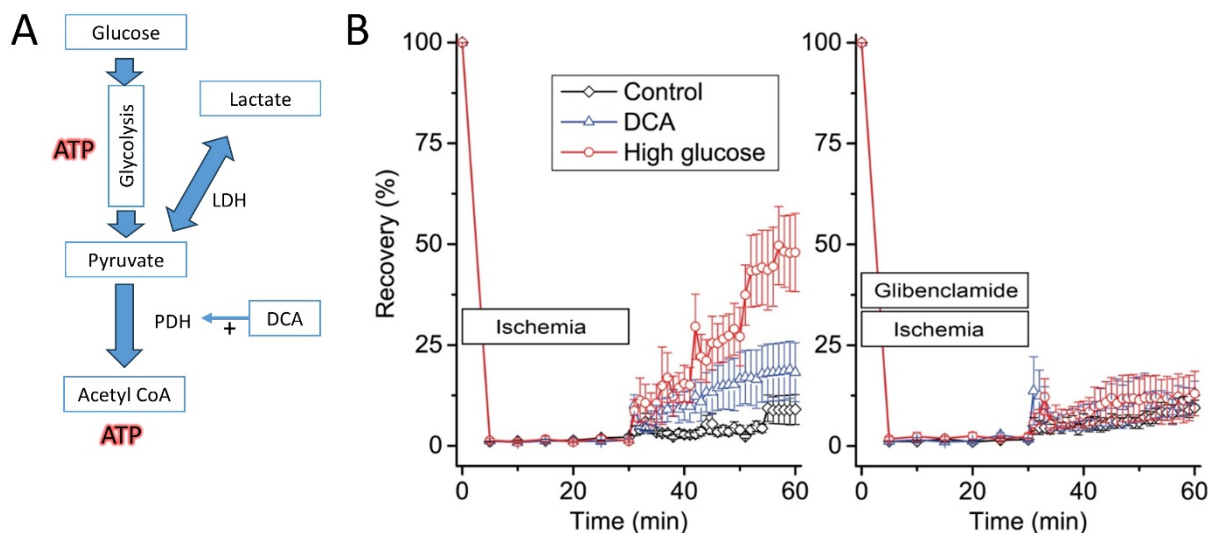 A
Glucose
Glycolysis
ATP
Lactate
LDH
Pyruvate
PDH
+
DCA
Acetyl CoA
ATP
B
Recovery (%)
100
75
50
25
0
Control
DCA
High glucose
Ischemia
0 20 40 60
Time (min)
100
75
50
25
0
Glibenclamide
Ischemia
0 20 40 60
Time (min)